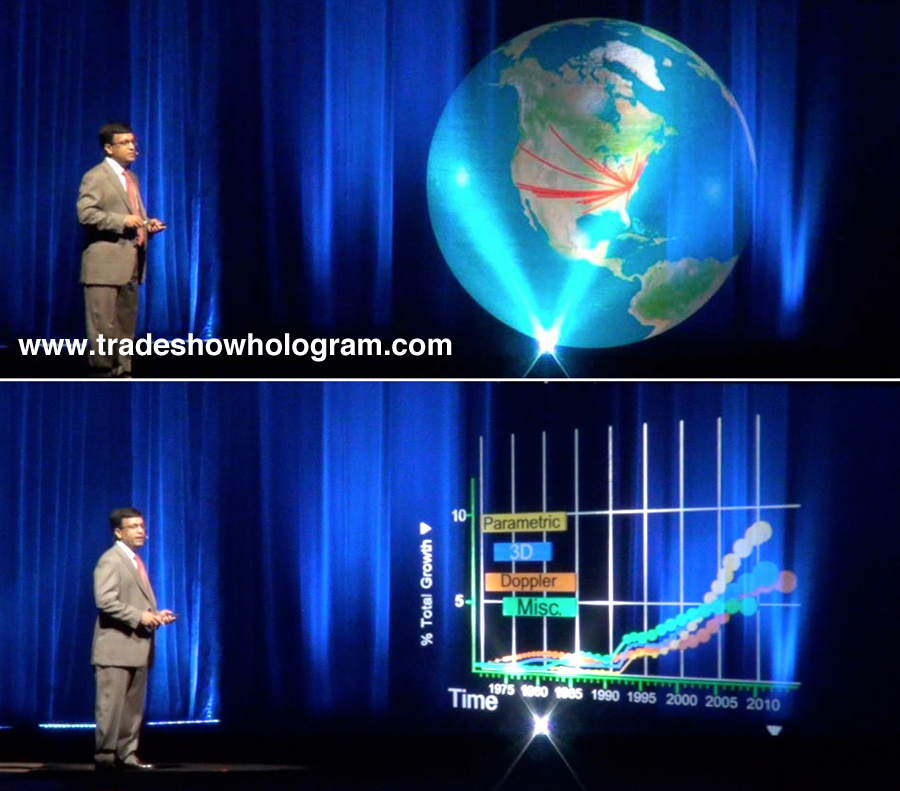 www.tradeshowhologram.com
10
Parametric
3D
Doppler
5
Misc.
% Total Growth
Time
1975 1980 1985 1990 1995 2000 2005 2010